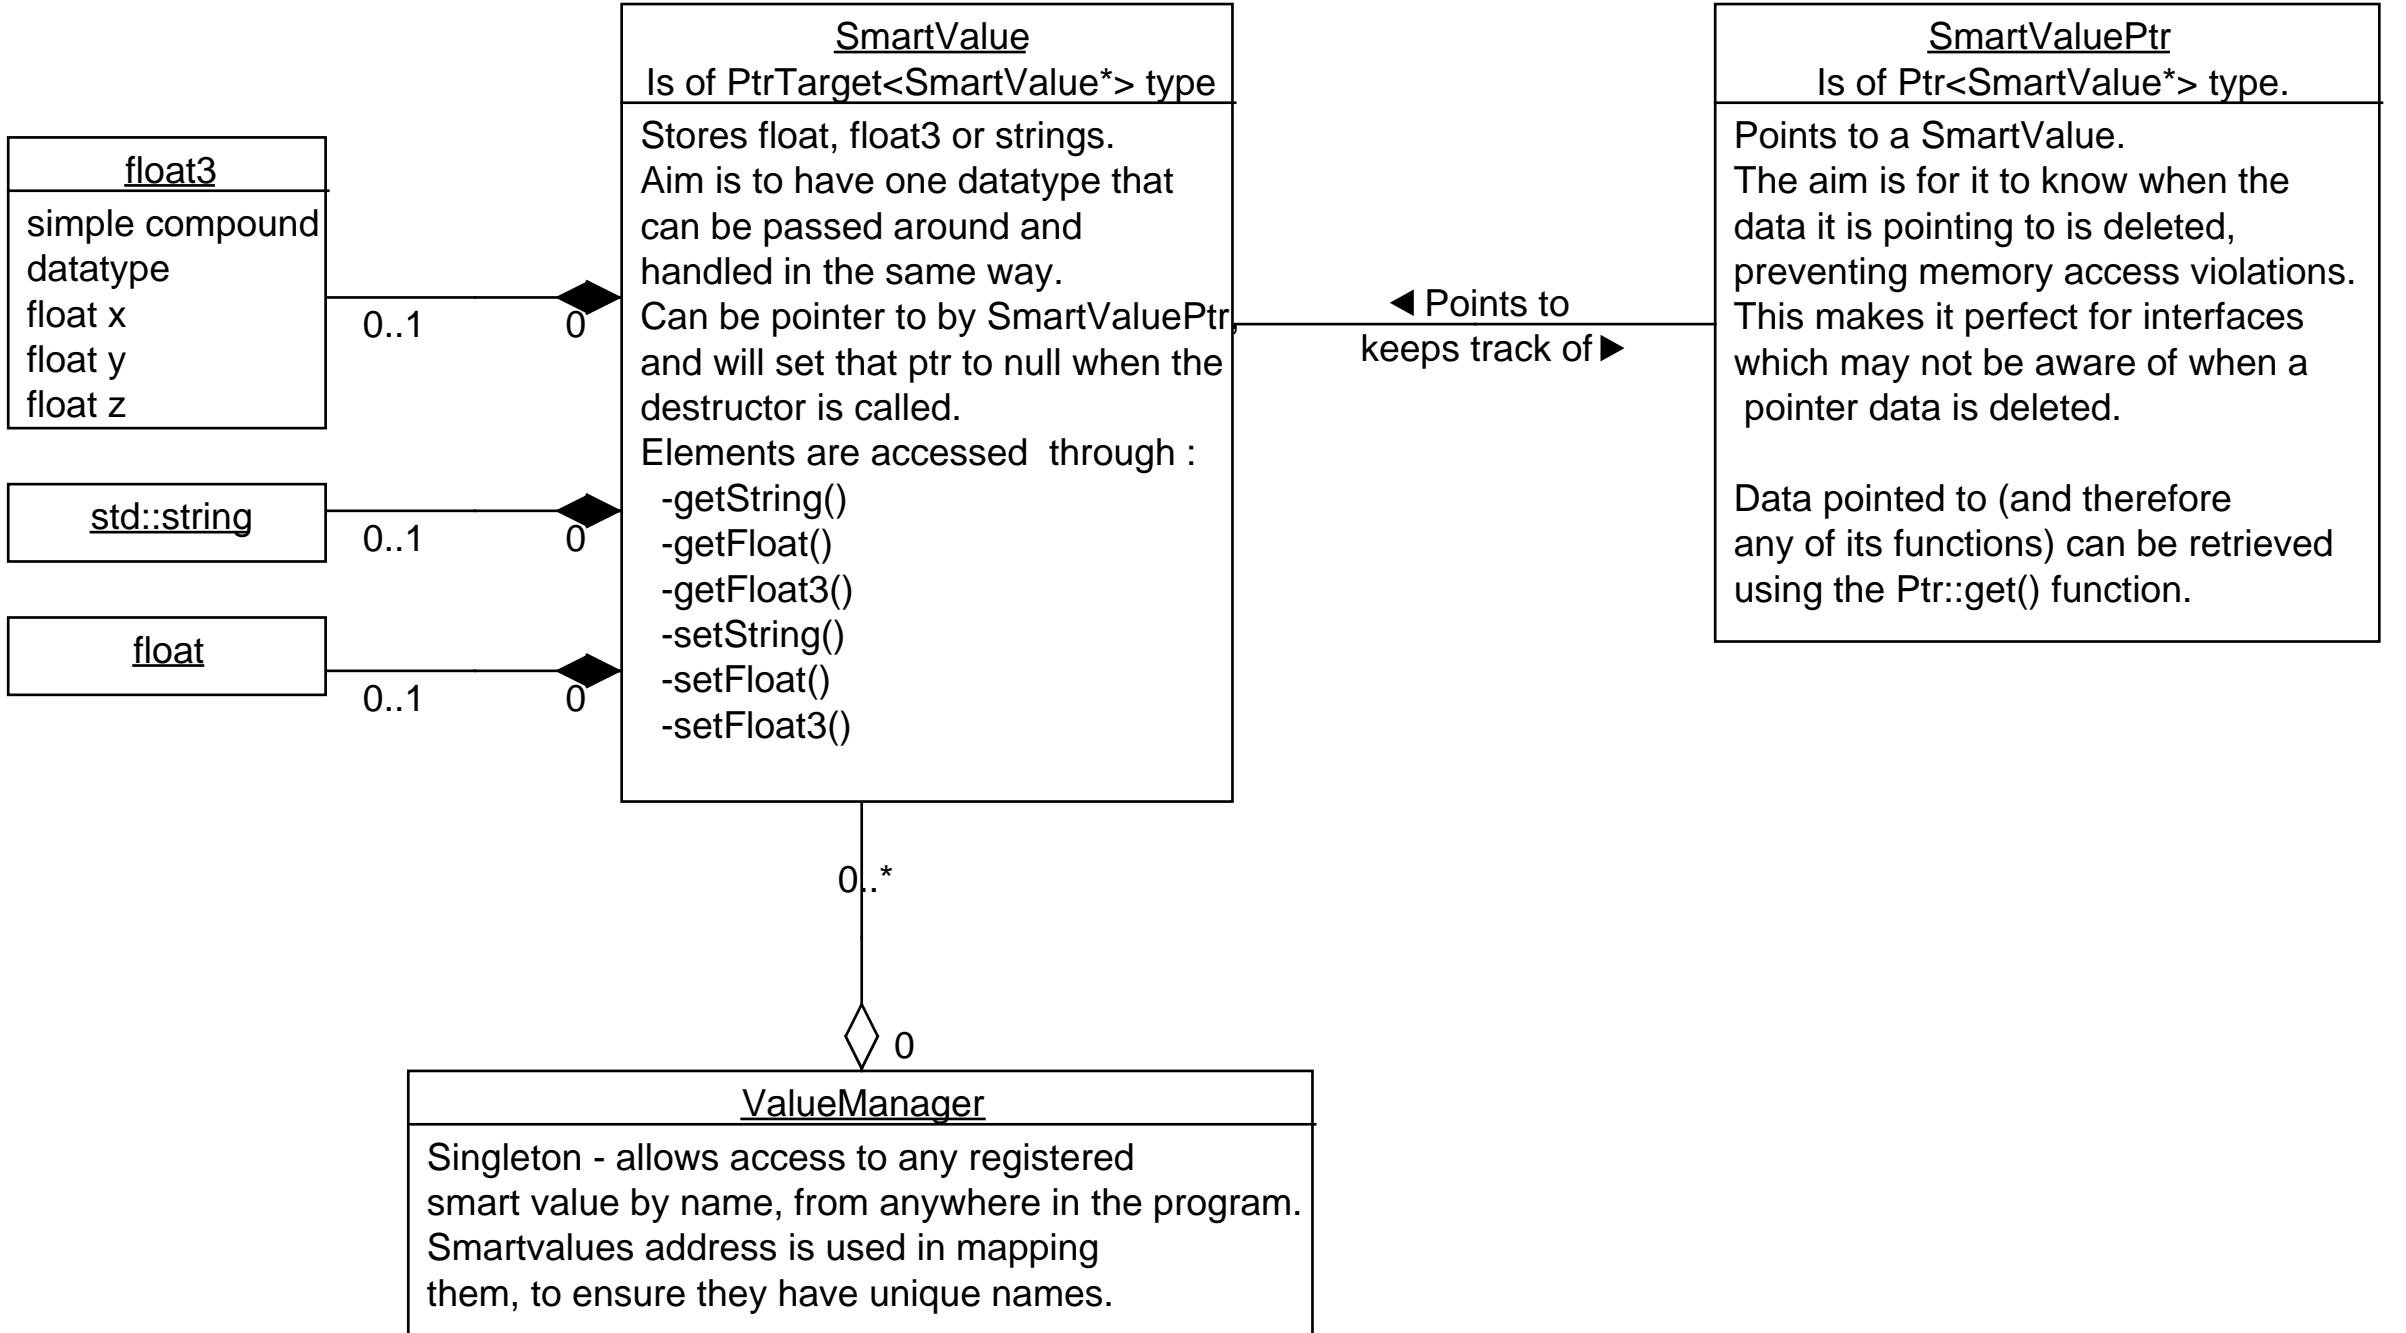 SmartValue
Is of PtrTarget<SmartValue*> type
Stores float, float3 or strings.
Aim is to have one datatype that
can be passed around and
handled in the same way.
Can be pointer to by SmartValuePtr,
and will set that ptr to null when the
destructor is called.
Elements are accessed  through :
-getString()
-getFloat()
-getFloat3()
-setString()
-setFloat()
-setFloat3()
SmartValuePtr
Is of Ptr<SmartValue*> type.
Points to a SmartValue.
The aim is for it to know when the
data it is pointing to is deleted,
preventing memory access violations.
This makes it perfect for interfaces
which may not be aware of when a
pointer data is deleted.
Data pointed to (and therefore
any of its functions) can be retrieved
using the Ptr::get() function.
float3
simple compound
datatype
float x
float y
float z
0..1
0
std::string
0..1
0
float
0..1
0
◀ Points to
keeps track of ▶
0..*
0
ValueManager
Singleton - allows access to any registered
smart value by name, from anywhere in the program.
Smartvalues address is used in mapping
them, to ensure they have unique names.